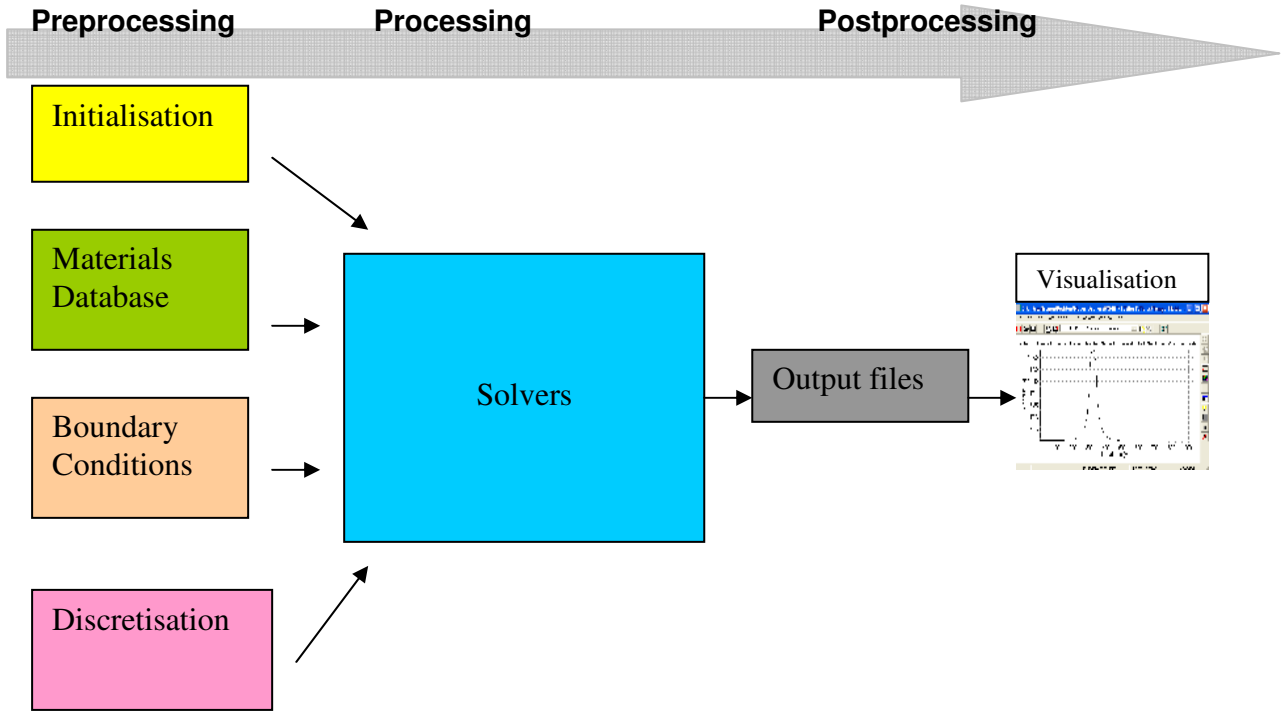 Preprocessing Processing Postprocessing
Initialisation
Materials
Database
Boundary
Conditions
Discretisation
Solvers
Output files
Visualisation